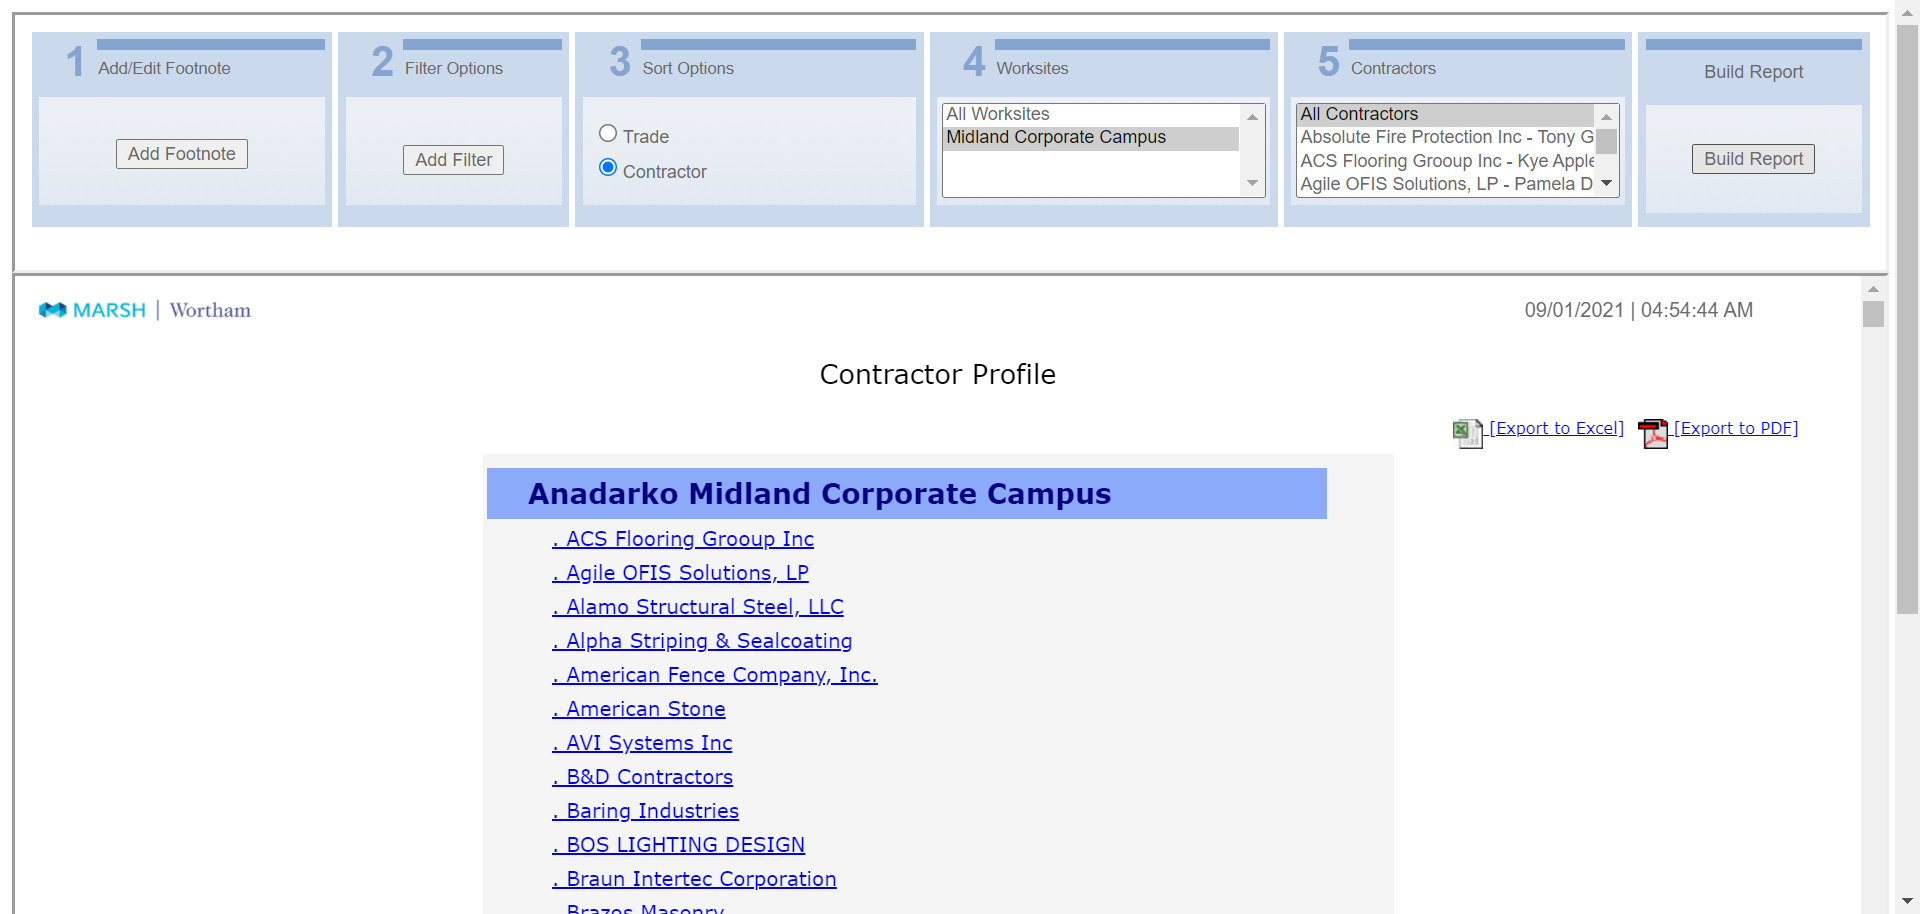 1 Add/Edit Footnote
Add Footnote
2 Filter Options
Add Filter
3 Sort Options
Trade
Contractor
4 Worksites
All Worksites
Midland Corporate Campus
5 Contractors
All Contractors
Absolute Fire Protection Inc - Tony G
ACS Flooring Grooup Inc - Kye Apple
Agile OFIS Solutions, LP - Pamela D
Build Report
Build Report
MARSH | Wortham
09/01/2021 | 04:54:44 AM
Contractor Profile
[Export to Excel] [Export to PDF]
Anadarko Midland Corporate Campus
. ACS Flooring Grooup Inc
. Agile OFIS Solutions, LP
. Alamo Structural Steel, LLC
. Alpha Striping & Sealcoating
. American Fence Company, Inc.
. American Stone
. AVI Systems Inc
. B&D Contractors
. Baring Industries
. BOS LIGHTING DESIGN
. Braun Intertec Corporation
. Brazos Masonry